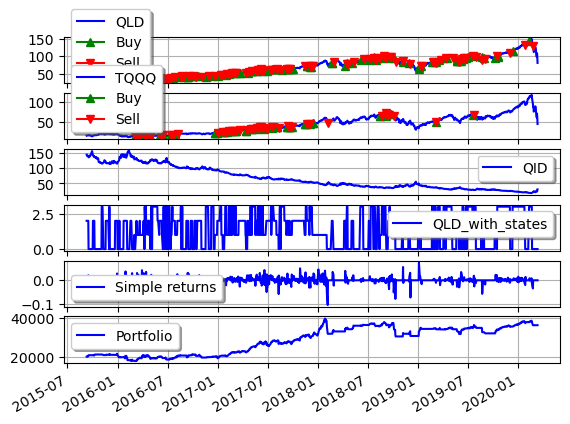 QLD
Buy
Sell
150
100
50
TQQQ
Buy
Sell
100
50
QID
150
100
50
QLD_with_states
2.5
0.0
Simple returns
0.0
−0.1
Portfolio
40000
20000
2015-07
2016-01
2016-07
2017-01
2017-07
2018-01
2018-07
2019-01
2019-07
2020-01